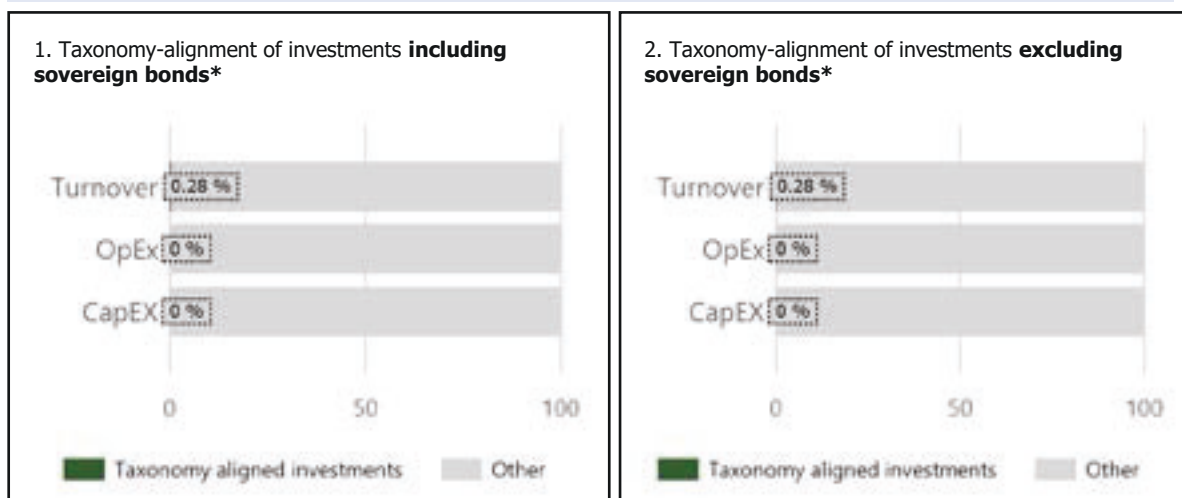 1. Taxonomy-alignment of investments including
sovereign bonds*
Turnover 0.28 %
OpEx 0 %
CapEX 0 %
0 50 100
Taxonomy aligned investments Other
2. Taxonomy-alignment of investments excluding
sovereign bonds*
Turnover 0.28 %
OpEx 0 %
CapEX 0 %
0 50 100
Taxonomy aligned investments Other